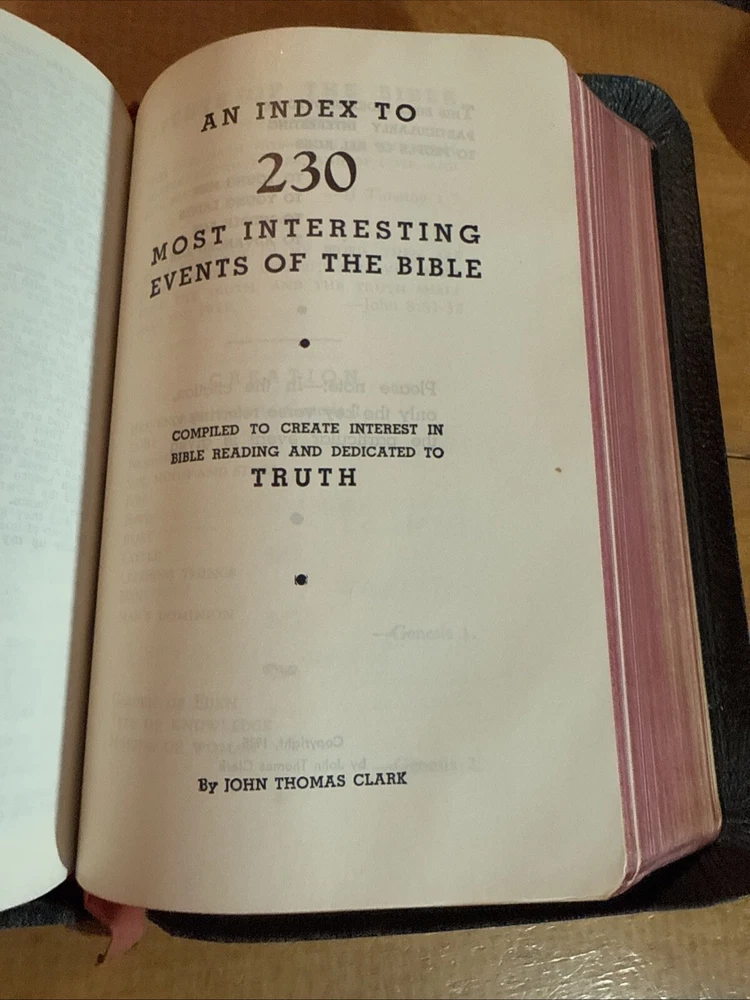 AN INDEX TO
230
MOST INTERESTING
EVENTS OF THE BIBLE
COMPILED TO CREATE INTEREST IN
BIBLE READING AND DEDICATED TO
TRUTH
By JOHN THOMAS CLARK